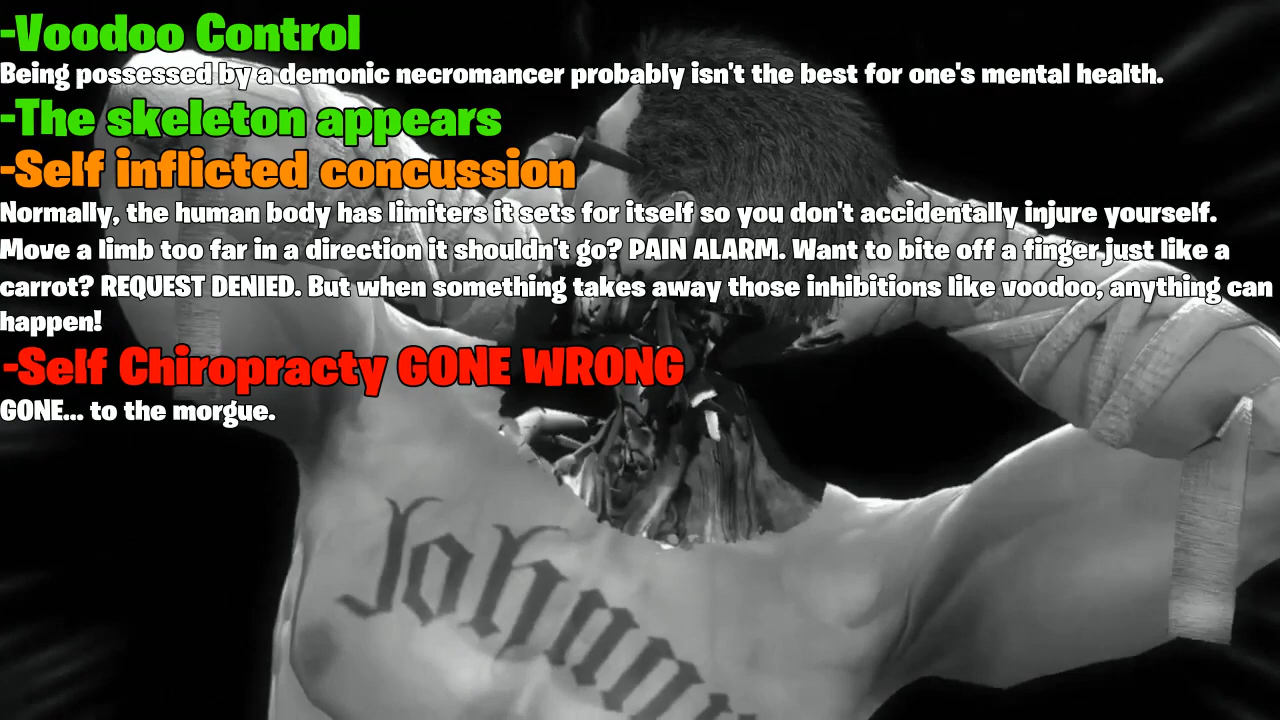 -Voodoo Control
Being possessed by a demonic necromancer probably isn't the best for one's mental health.
-The skeleton appears
-Self inflicted concussion
Normally, the human body has limiters it sets for itself so you don't accidentally injure yourself.
Move a limb too far in a direction it shouldn't go? PAIN ALARM. Want to bite off a finger just like a
carrot? REQUEST DENIED. But when something takes away those inhibitions like voodoo, anything can
happen!
-Self Chiropracty GONE WRONG
GONE... to the morgue.
Johnny